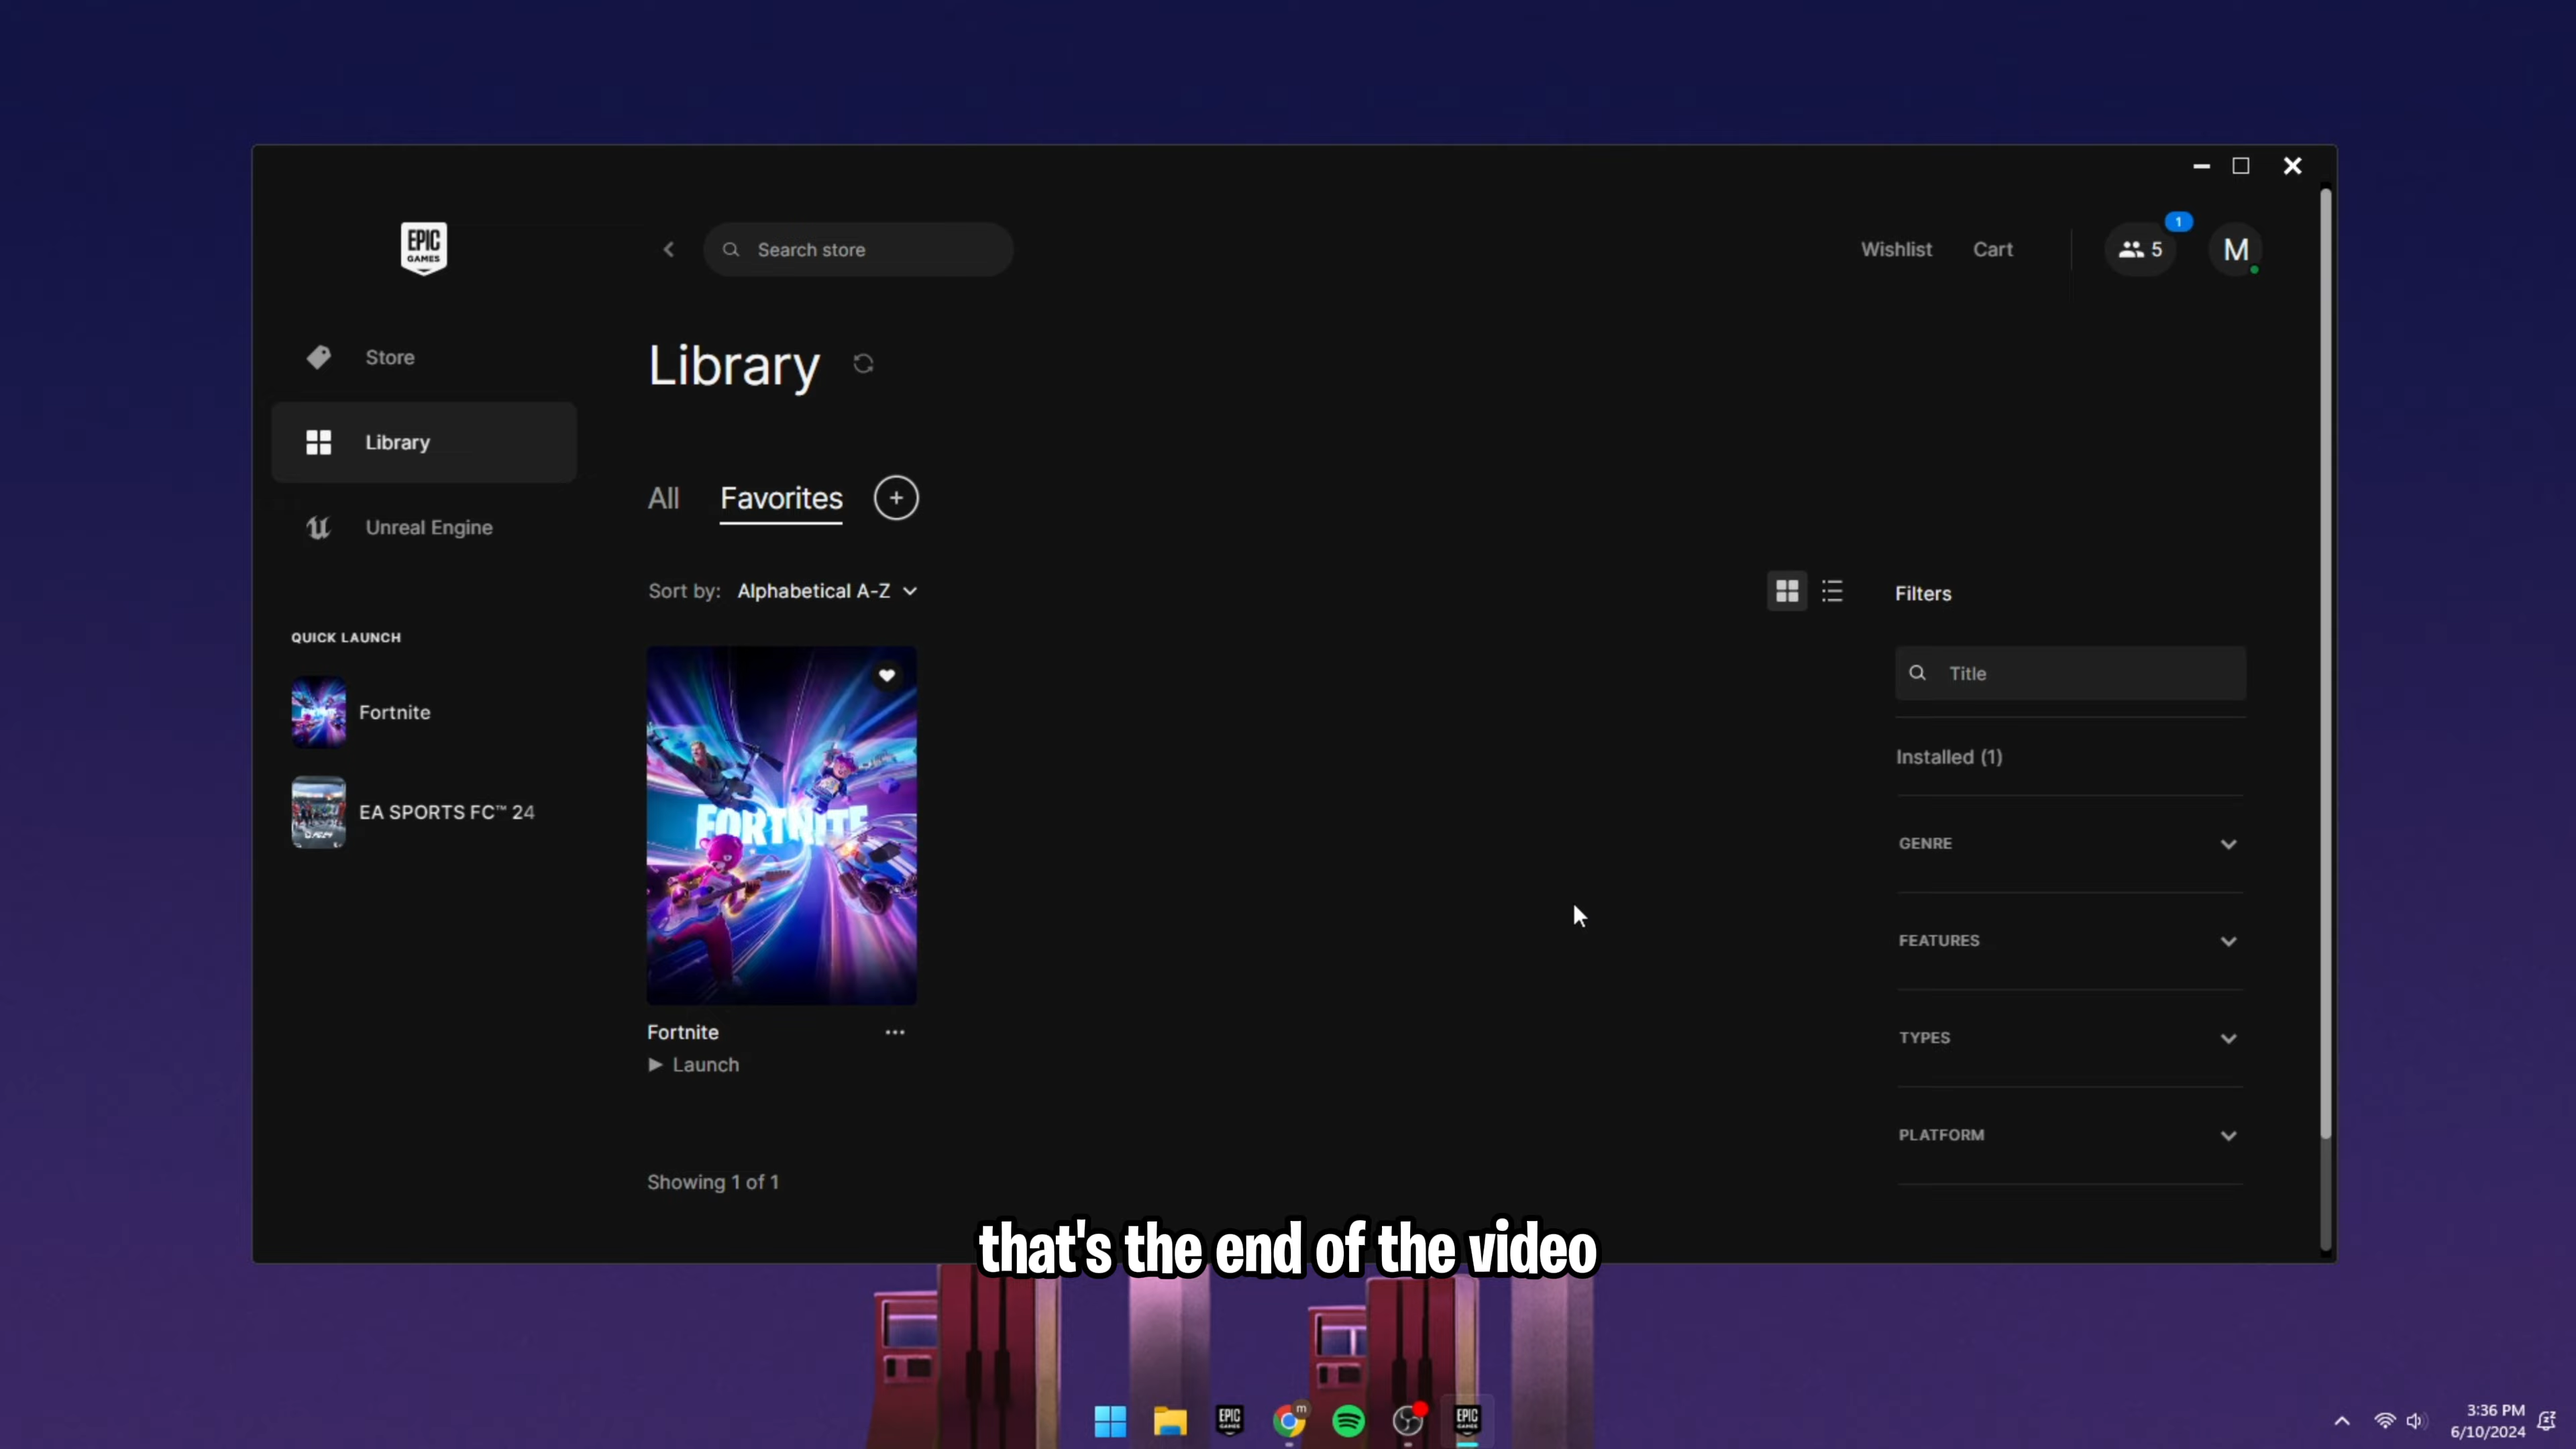 EPIC
GAMES
Search store
Wishlist
Cart
5
1
M
Store
Library
Unreal Engine
QUICK LAUNCH
Fortnite
EA SPORTS FC™ 24
Library
All
Favorites
Sort by: Alphabetical A-Z
FORTNITE
Fortnite
Launch
Showing 1 of 1
Filters
Title
Installed (1)
GENRE
FEATURES
TYPES
PLATFORM
that's the end of the video
EPIC
GAMES
m
EPIC
GAMES
3:36 PM
6/10/2024